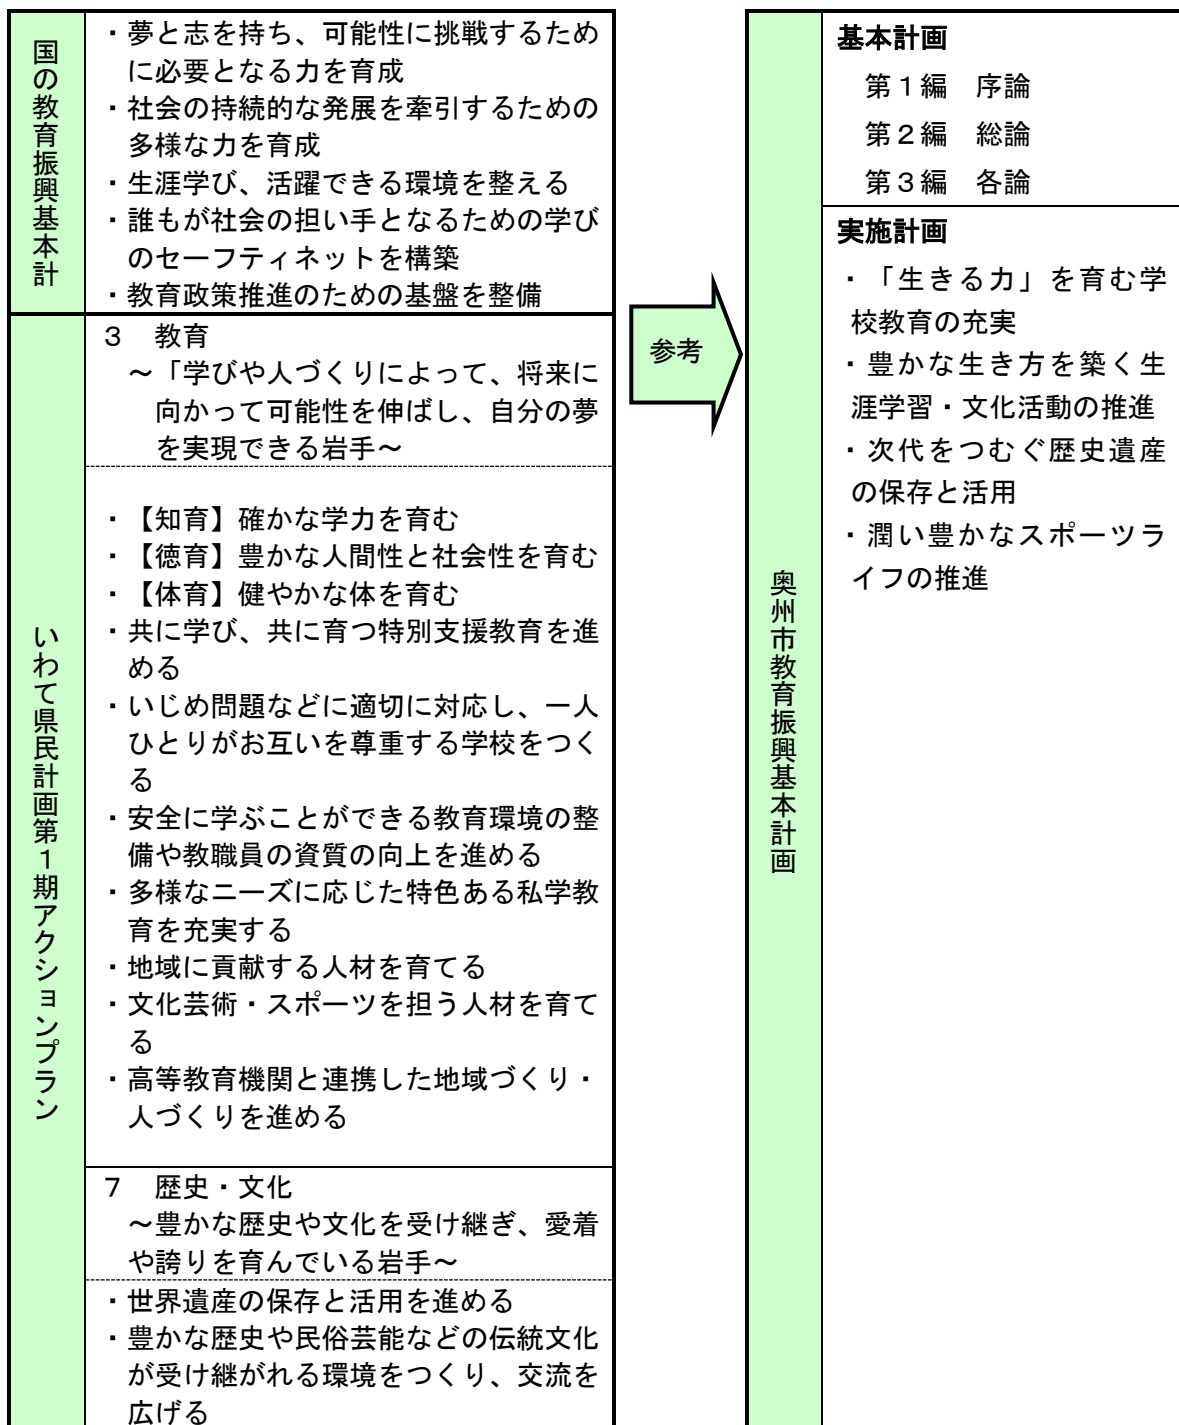 国の教育振興基本計
・夢と志を持ち、可能性に挑戦するため
に必要となる力を育成
・社会の持続的な発展を牽引するための
多様な力を育成
・生涯学び、活躍できる環境を整える
・誰もが社会の担い手となるための学び
のセーフティネットを構築
・教育政策推進のための基盤を整備
いわて県民計画第1期アクションプラン
3　教育
～「学びや人づくりによって、将来に
向かって可能性を伸ばし、自分の夢
を実現できる岩手～
・【知育】確かな学力を育む
・【徳育】豊かな人間性と社会性を育む
・【体育】健やかな体を育む
・共に学び、共に育つ特別支援教育を進
める
・いじめ問題などに適切に対応し、一人
ひとりがお互いを尊重する学校をつく
る
・安全に学ぶことができる教育環境の整
備や教職員の資質の向上を進める
・多様なニーズに応じた特色ある私学教
育を充実する
・地域に貢献する人材を育てる
・文化芸術・スポーツを担う人材を育て
る
・高等教育機関と連携した地域づくり・
人づくりを進める
7　歴史・文化
～豊かな歴史や文化を受け継ぎ、愛着
や誇りを育んでいる岩手～
・世界遺産の保存と活用を進める
・豊かな歴史や民俗芸能などの伝統文化
が受け継がれる環境をつくり、交流を
広げる
参考
奥州市教育振興基本計画
基本計画
第1編　序論
第2編　総論
第3編　各論
実施計画
・「生きる力」を育む学
校教育の充実
・豊かな生き方を築く生
涯学習・文化活動の推進
・次代をつむぐ歴史遺産
の保存と活用
・潤い豊かなスポーツラ
イフの推進